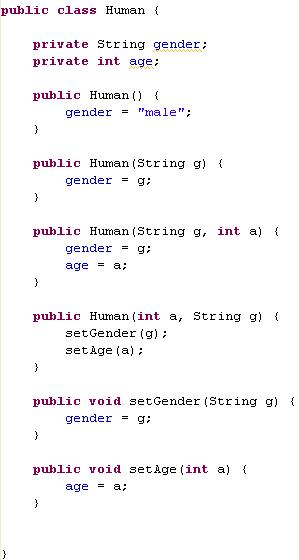 public class Human {
private String gender;
private int age;
public Human() {
gender = "male";
}
public Human(String g) {
gender = g;
}
public Human(String g, int a) {
gender = g;
age = a;
}
public Human(int a, String g) {
setGender(g);
setAge(a);
}
public void setGender(String g) {
gender = g;
}
public void setAge(int a) {
age = a;
}
}